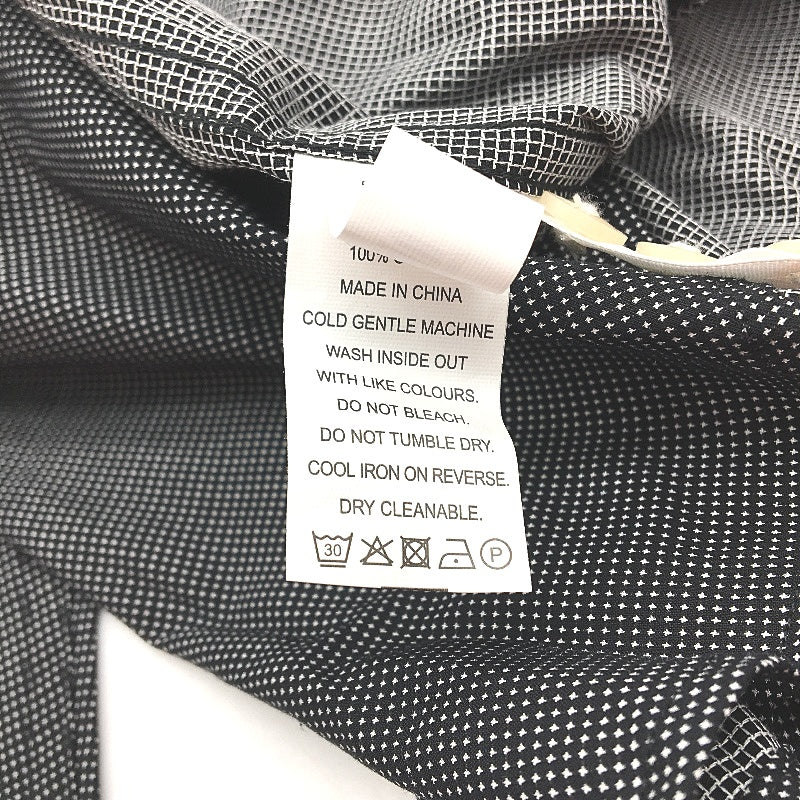 100%
MADE IN CHINA
COLD GENTLE MACHINE
WASH INSIDE OUT
WITH LIKE COLOURS.
DO NOT BLEACH.
DO NOT TUMBLE DRY.
COOL IRON ON REVERSE.
DRY CLEANABLE.
30 P